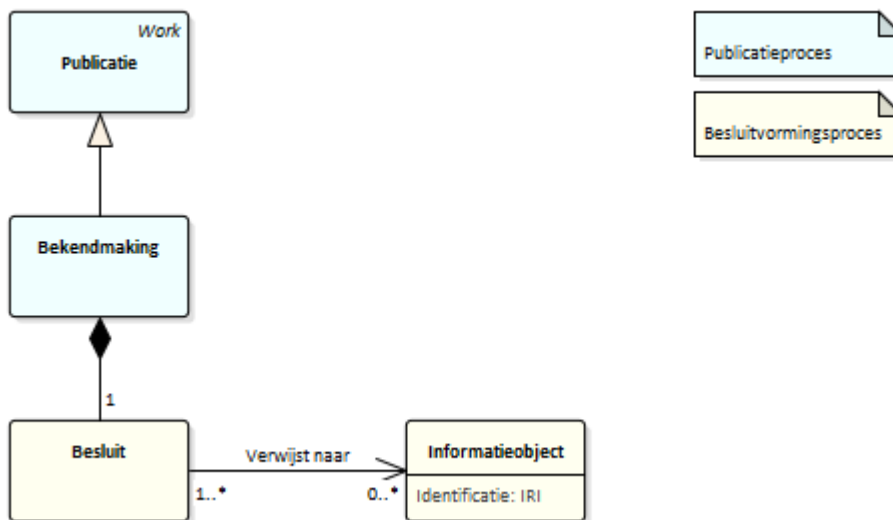 Work
Publicatie
Publicatieproces
Besluitvormingsproces
Bekendmaking
1
Besluit
Verwijst naar
1..*
0..*
Informatieobject
Identificatie: IRI